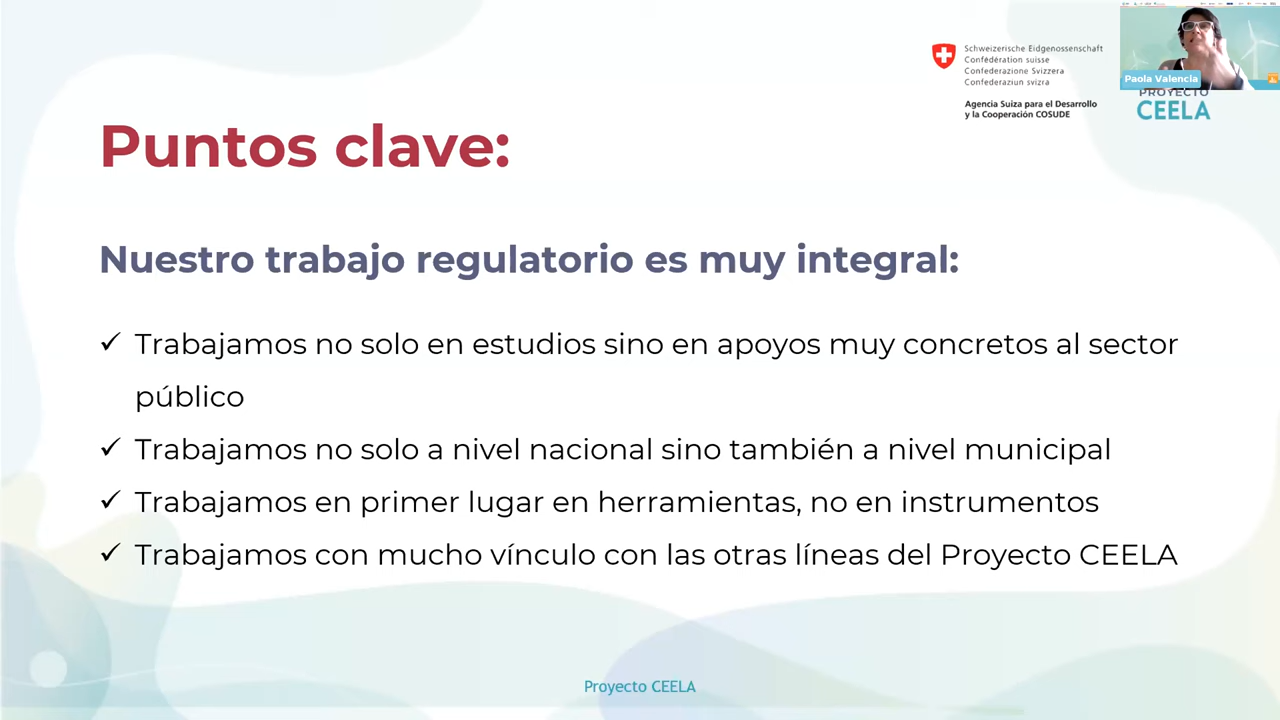 Schweizerische Eidgenossenschaft
Confédération suisse
Confederazione Svizzera
Confederaziun svizra
Agencia Suiza para el Desarrollo
y la Cooperación COSUDE
Paola Valencia
PROYECTO
CEELA
Puntos clave:
Nuestro trabajo regulatorio es muy integral:
✓ Trabajamos no solo en estudios sino en apoyos muy concretos al sector
público
✓ Trabajamos no solo a nivel nacional sino también a nivel municipal
✓ Trabajamos en primer lugar en herramientas, no en instrumentos
✓ Trabajamos con mucho vínculo con las otras líneas del Proyecto CEELA
Proyecto CEELA